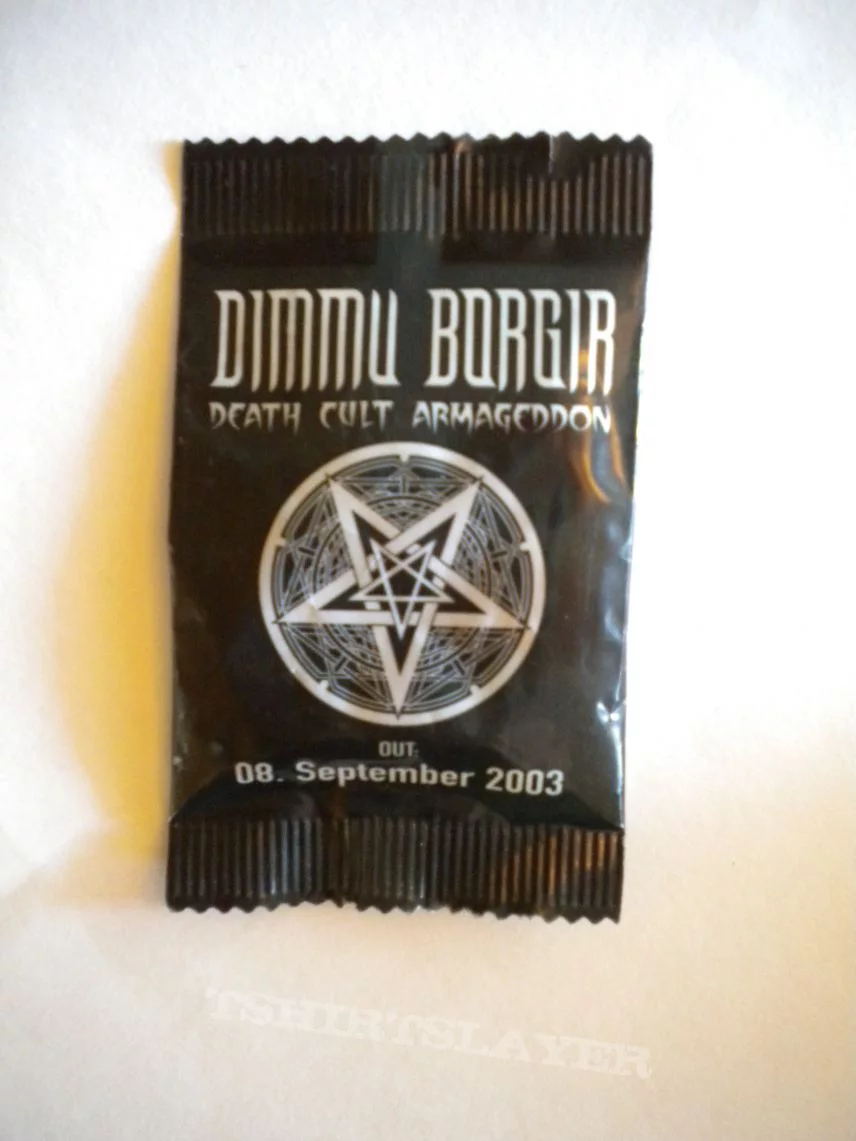 DIMMU BORGIR
DEATH CULT ARMAGEDDON
OUT:
08. September 2003
TSHIRTSLAYER